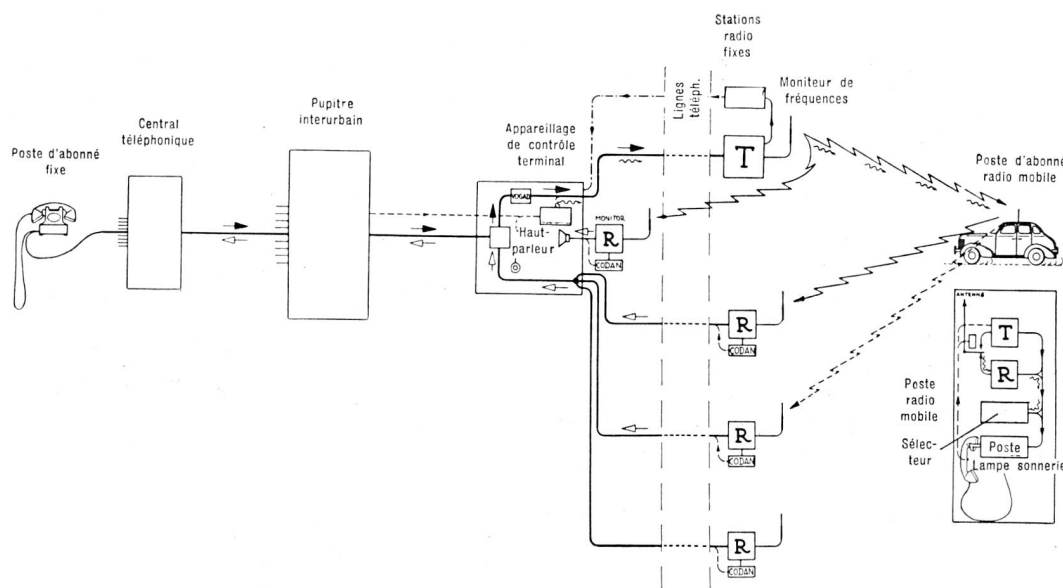 Stations
radio
fixes
Moniteur de
fréquences
Lignes
téléph.
Pupitre
interurbain
Central
téléphonique
Poste d'abonné
fixe
Appareillage
de contrôle
terminal
Poste d'abonné
radio mobile
T
VOGAD
MONITOR
R
CODAN
Haut-
parleur
R
CODAN
R
CODAN
R
CODAN
ANTENNE
T
R
Poste
radio
mobile
Sélec-
teur
Poste
Lampe sonnerie